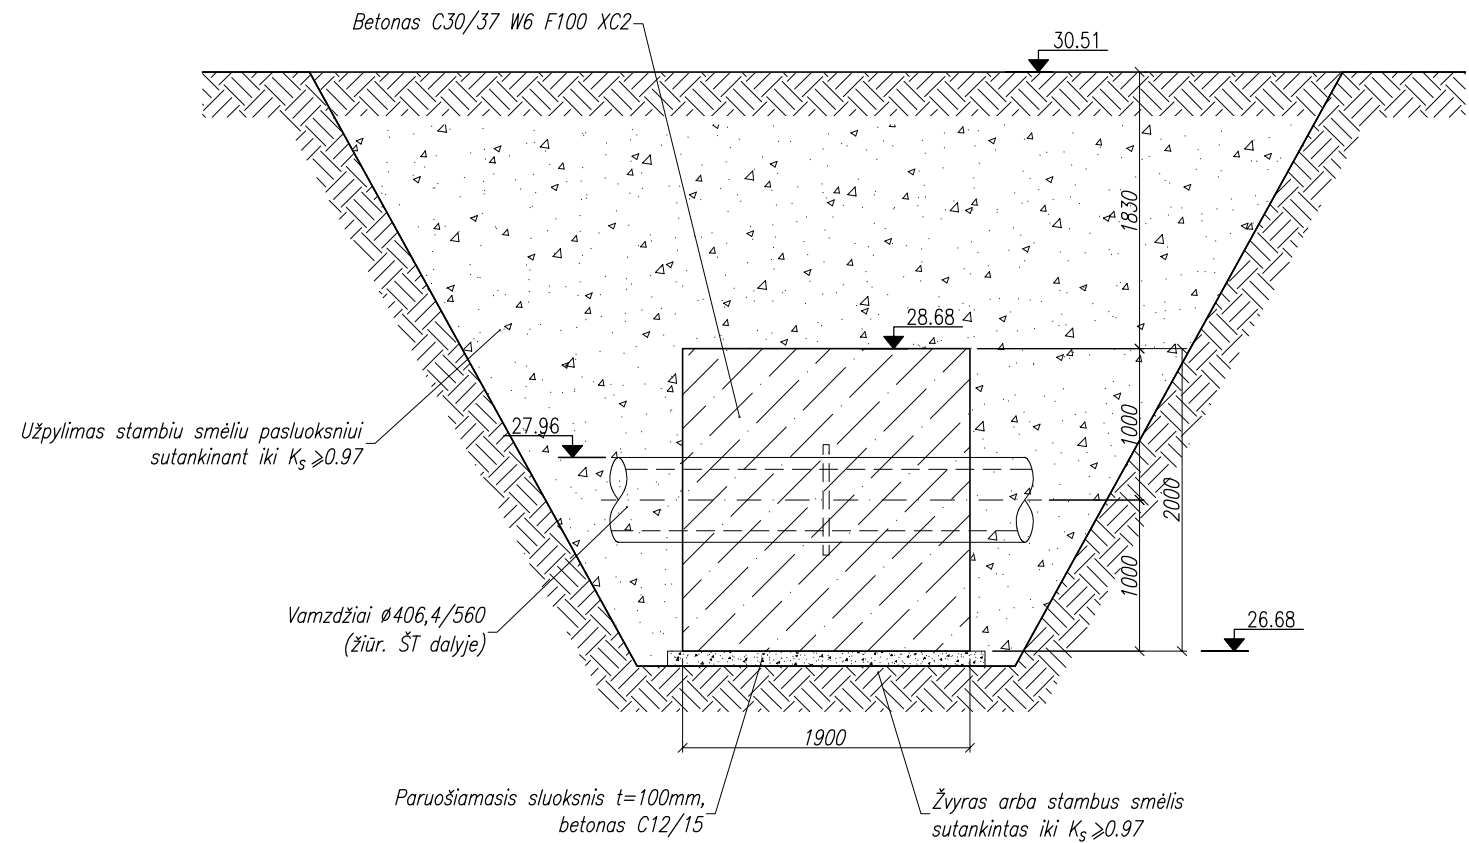 Betonas C30/37 W6 F100 XC2
30.51
1830
28.68
27.96
Užpylimas stambiu smėliu pasluoksniui
sutankinant iki Ks ⩾0.97
1000
2000
1000
Vamzdžiai ø406,4/560
(žiūr. ŠT dalyje)
26.68
1900
Paruošiamasis sluoksnis t=100mm,
betonas C12/15
Žvyras arba stambus smėlis
sutankintas iki Ks ⩾0.97